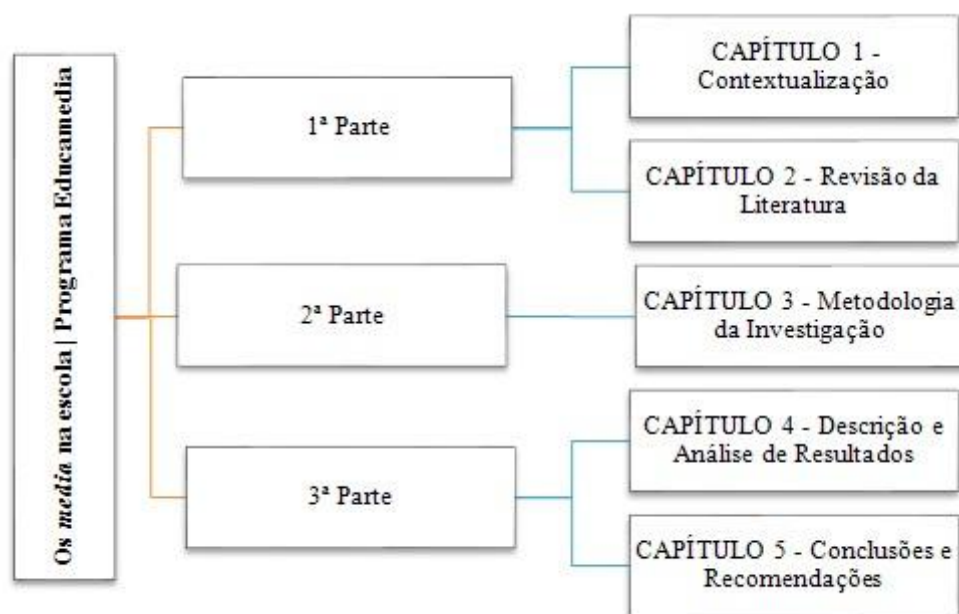 Os media na escola | Programa Educamedia
1ª Parte
CAPÍTULO 1 -
Contextualização
CAPÍTULO 2 - Revisão da
Literatura
2ª Parte
CAPÍTULO 3 - Metodologia
da Investigação
3ª Parte
CAPÍTULO 4 - Descrição e
Análise de Resultados
CAPÍTULO 5 - Conclusões e
Recomendações